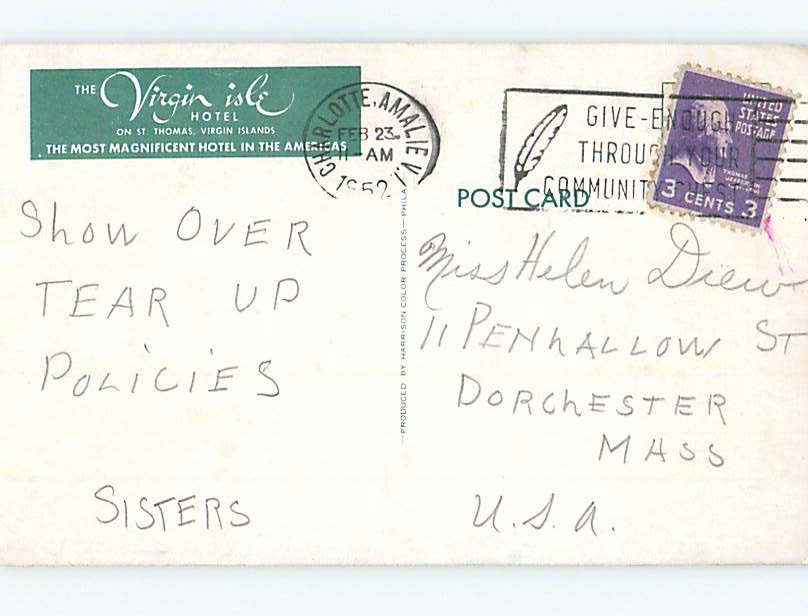 THE Virgin isle
HOTEL
ON ST. THOMAS, VIRGIN ISLANDS
THE MOST MAGNIFICENT HOTEL IN THE AMERICAS
CHARLOTTE AMALIE V.I.
FEB 23
11-AM
1952
GIVE-ENOUGH
THROUGH YOUR
COMMUNITY CHEST
UNITED
STATES
POSTAGE
THOMAS
JEFFERSON
3 CENTS 3
POST CARD
PRODUCED BY HARRISON COLOR PROCESS — PHILA
Show OVER
TEAR UP
POLICIES
SISTERS
Miss Helen Drew
11 PENhALLOW ST
DORChESTER
MASS
U.S.A.